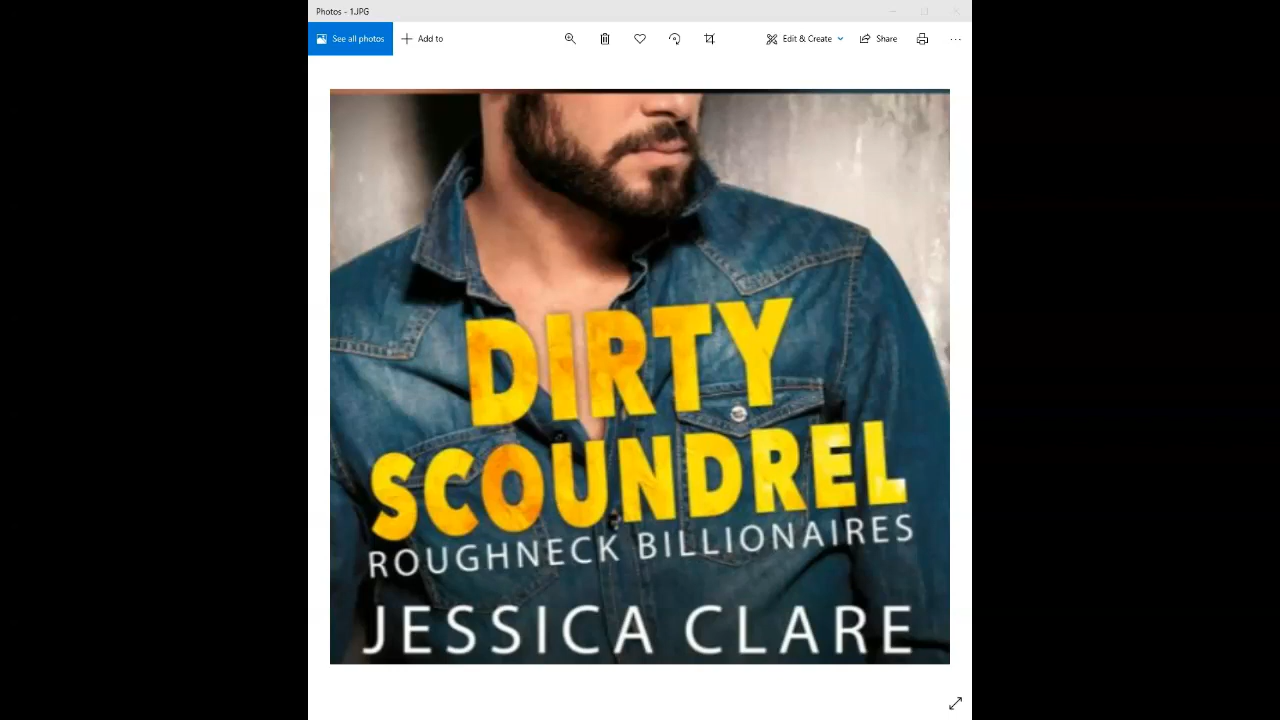 Photos - 1.JPG
See all photos
Add to
Edit & Create
Share
DIRTY
SCOUNDREL
ROUGHNECK BILLIONAIRES
JESSICA CLARE